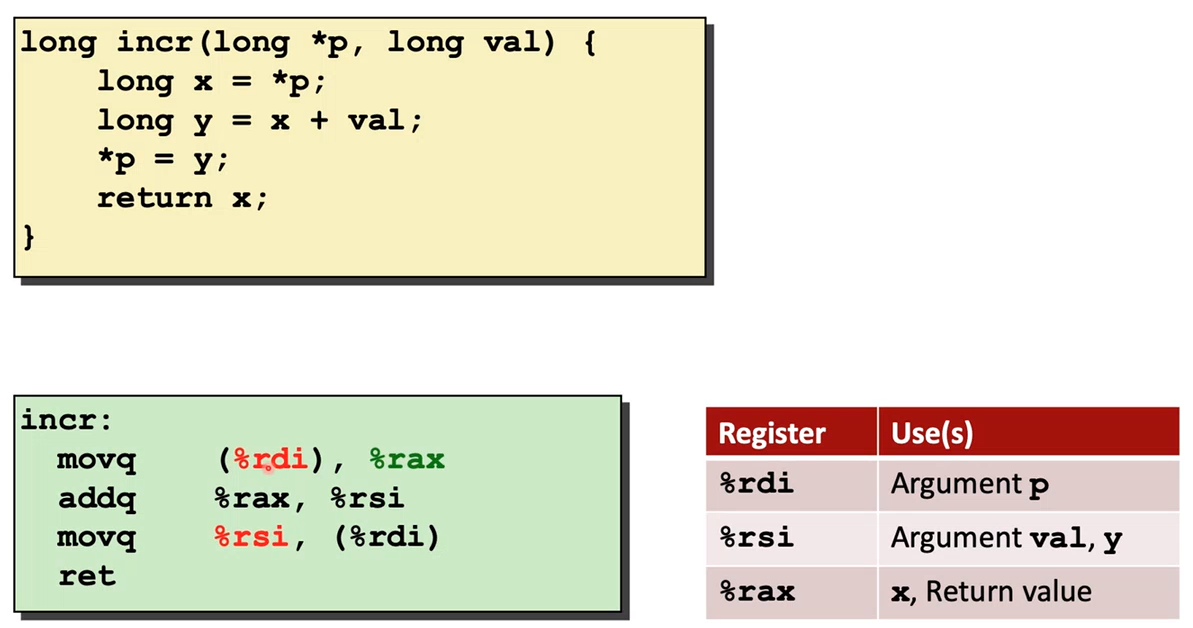 long incr(long *p, long val) {
    long x = *p;
    long y = x + val;
    *p = y;
    return x;
}
incr:
  movq    (%rdi), %rax
  addq    %rax, %rsi
  movq    %rsi, (%rdi)
  ret
Register Use(s)
%rdi Argument p
%rsi Argument val, y
%rax x, Return value